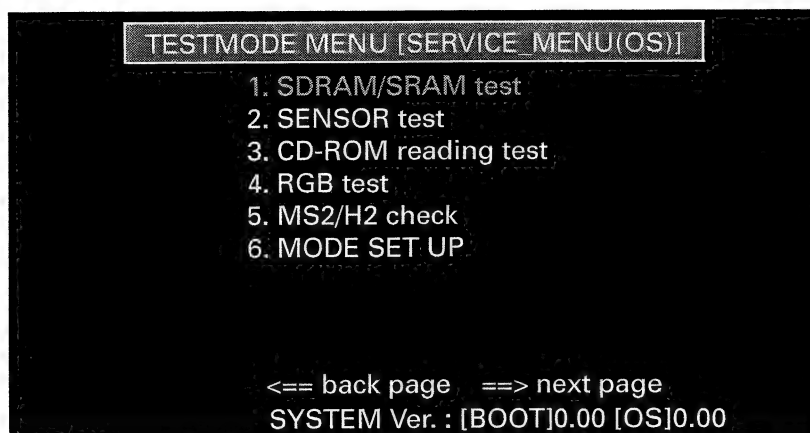 TESTMODE MENU [SERVICE_MENU(OS)]
1. SDRAM/SRAM test
2. SENSOR test
3. CD-ROM reading test
4. RGB test
5. MS2/H2 check
6. MODE SET UP
<== back page ==> next page
SYSTEM Ver. : [BOOT]0.00 [OS]0.00